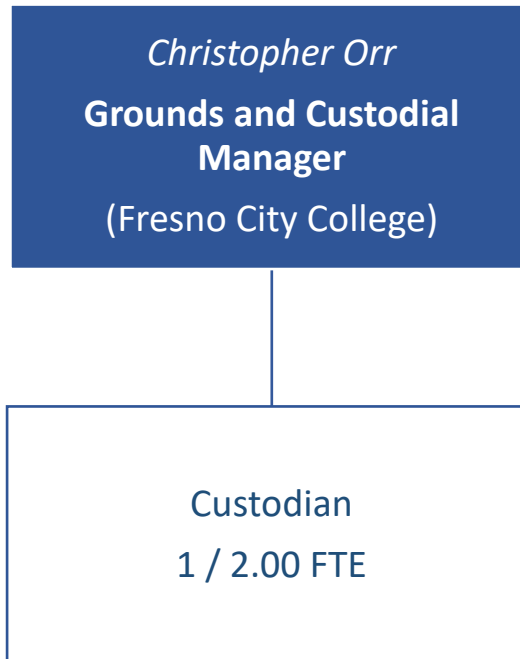 Christopher Orr
Grounds and Custodial
Manager
(Fresno City College)
Custodian
1 / 2.00 FTE